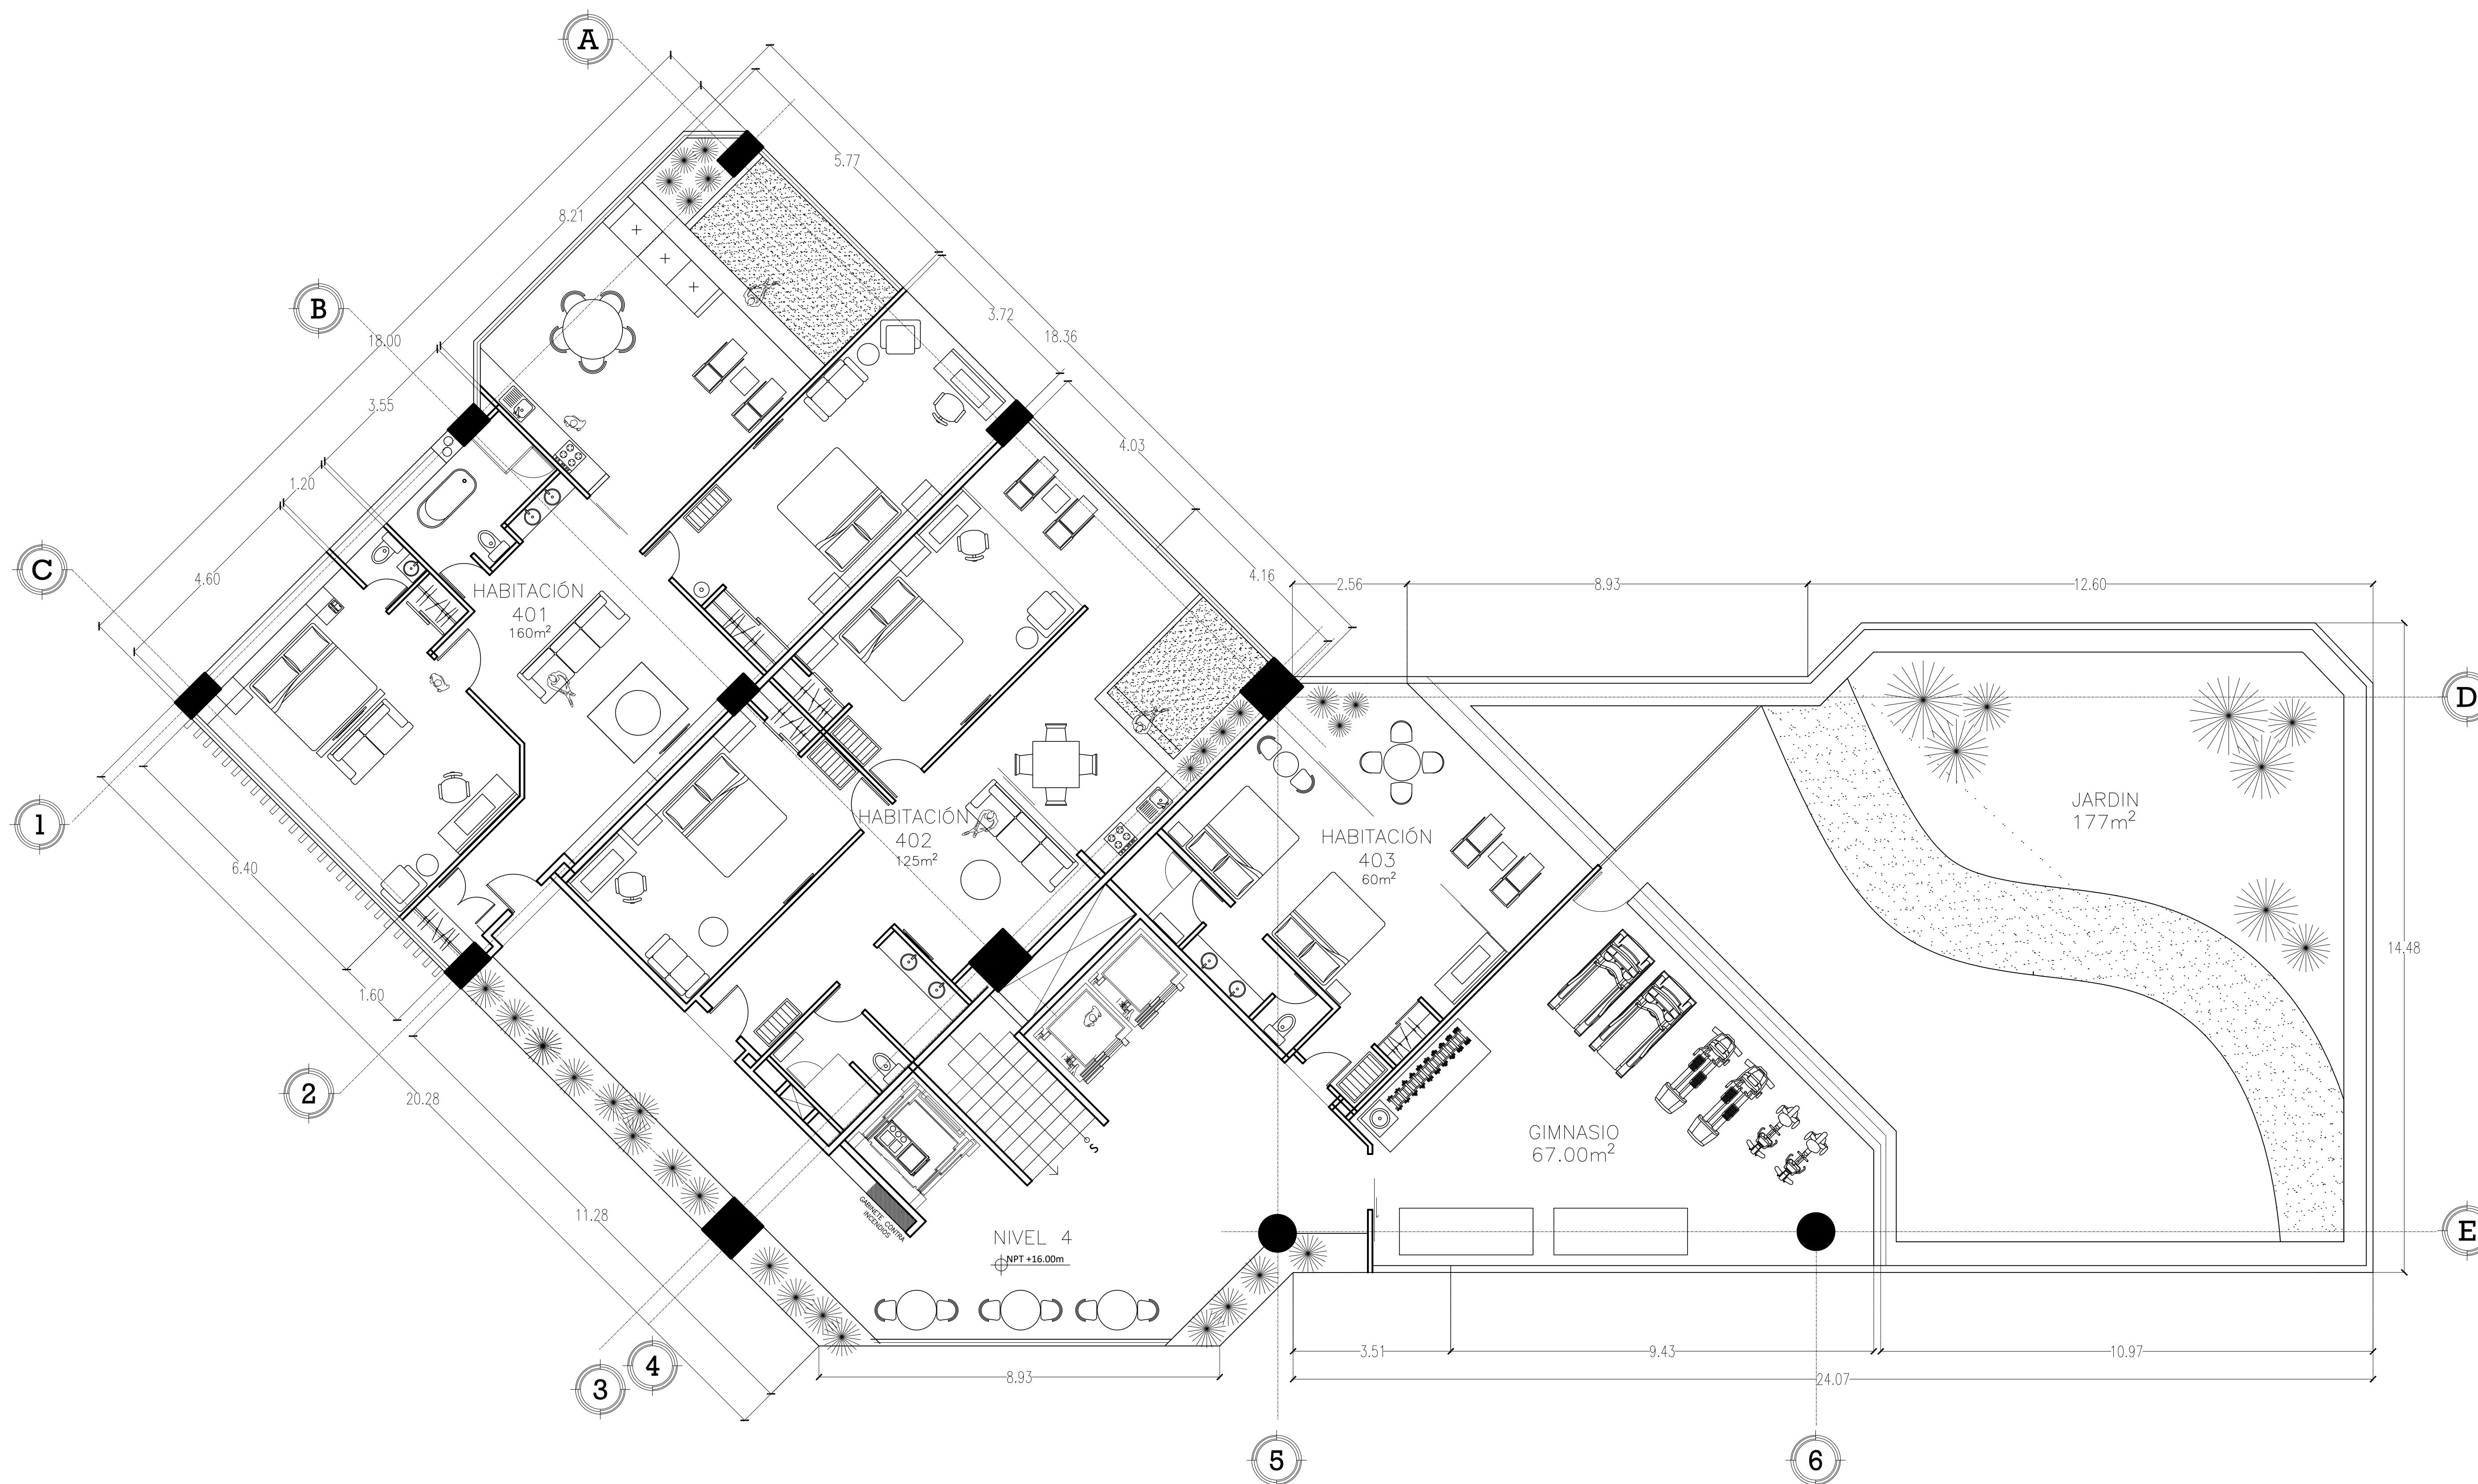 A
5.77
8.21
B
3.72
18.00
18.36
3.55
4.03
1.20
C
4.60
4.16
HABITACIÓN
401
160m²
2.56
8.93
12.60
D
1
HABITACIÓN
402
125m²
HABITACIÓN
403
60m²
JARDIN
177m²
6.40
14.48
1.60
2
20.28
GIMNASIO
67.00m²
S
GABINETE CONTRA
INCENDIOS
11.28
NIVEL 4
NPT +16.00m
E
3
4
8.93
3.51
9.43
10.97
24.07
5
6